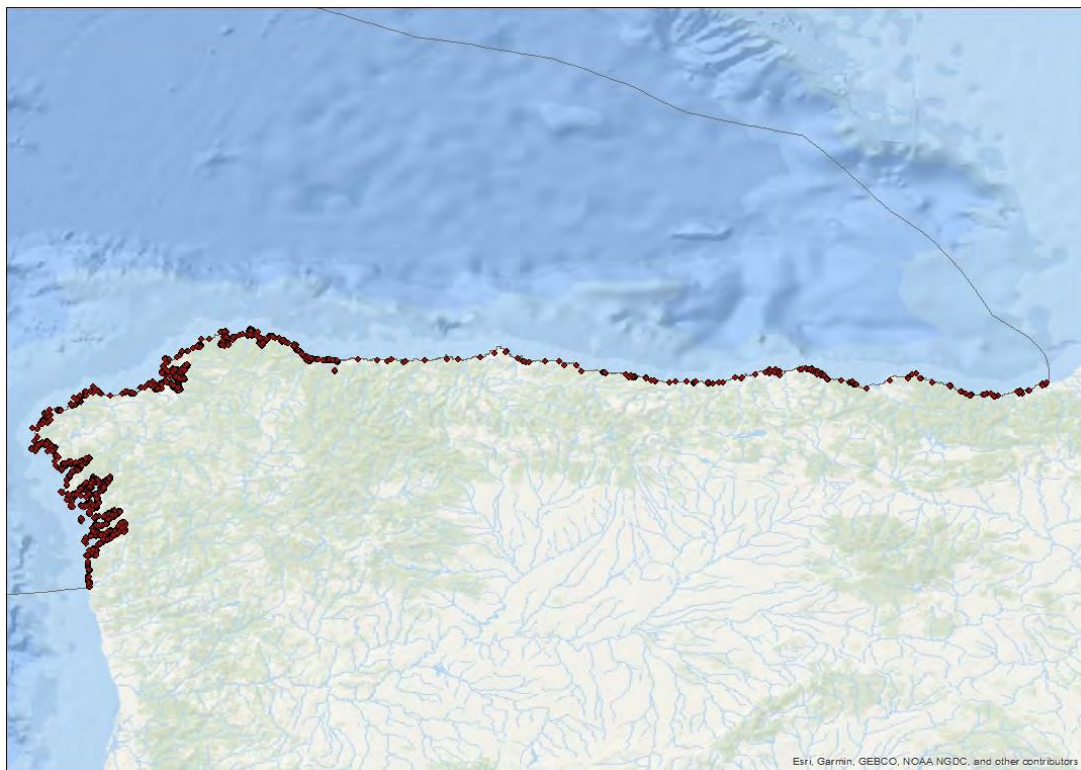 Esri, Garmin, GEBCO, NOAA NGDC, and other contributors